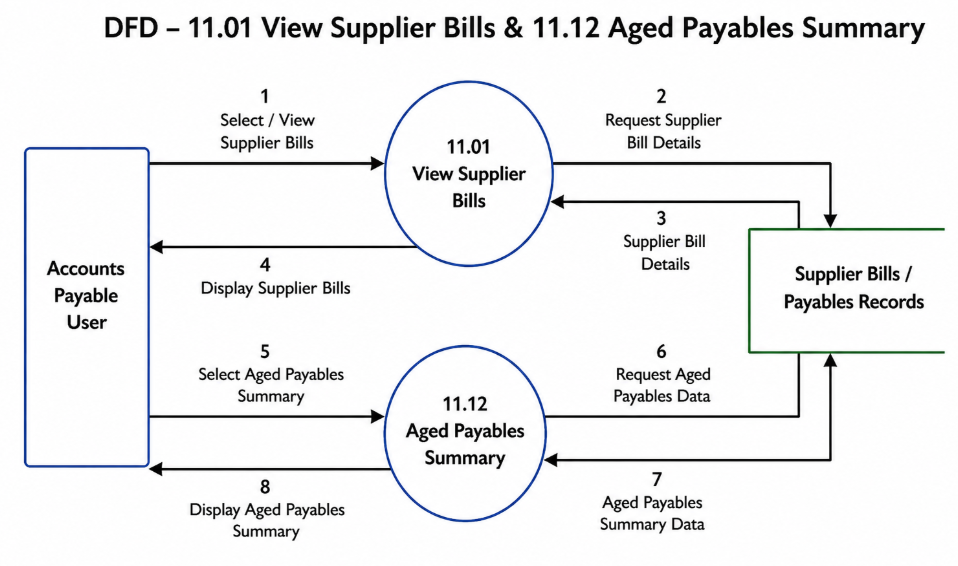 DFD – 11.01 View Supplier Bills & 11.12 Aged Payables Summary
1
Select / View
Supplier Bills
2
Request Supplier
Bill Details
11.01
View Supplier
Bills
3
Supplier Bill
Details
4
Display Supplier Bills
Accounts
Payable
User
Supplier Bills /
Payables Records
5
Select Aged Payables
Summary
6
Request Aged
Payables Data
11.12
Aged Payables
Summary
7
Aged Payables
Summary Data
8
Display Aged Payables
Summary